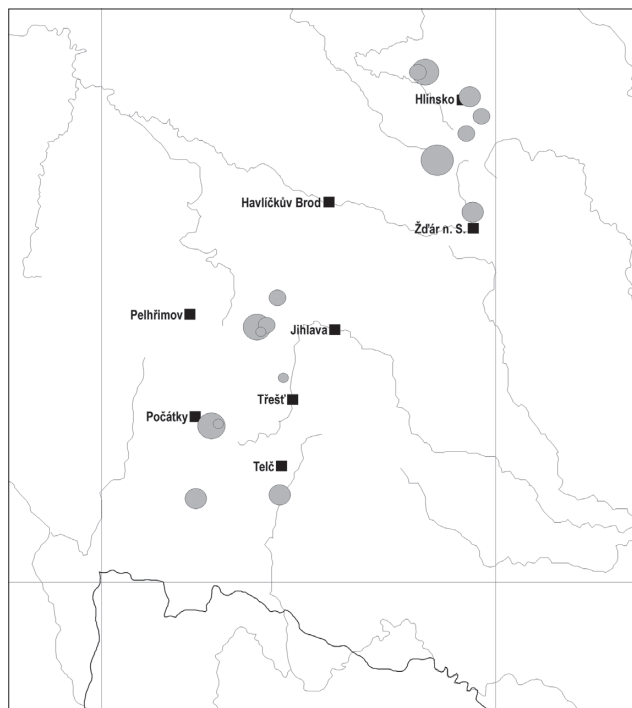 Hlinsko
Havlíčkův Brod
Žďár n. S.
Pelhřimov
Jihlava
Třešť
Počátky
Telč